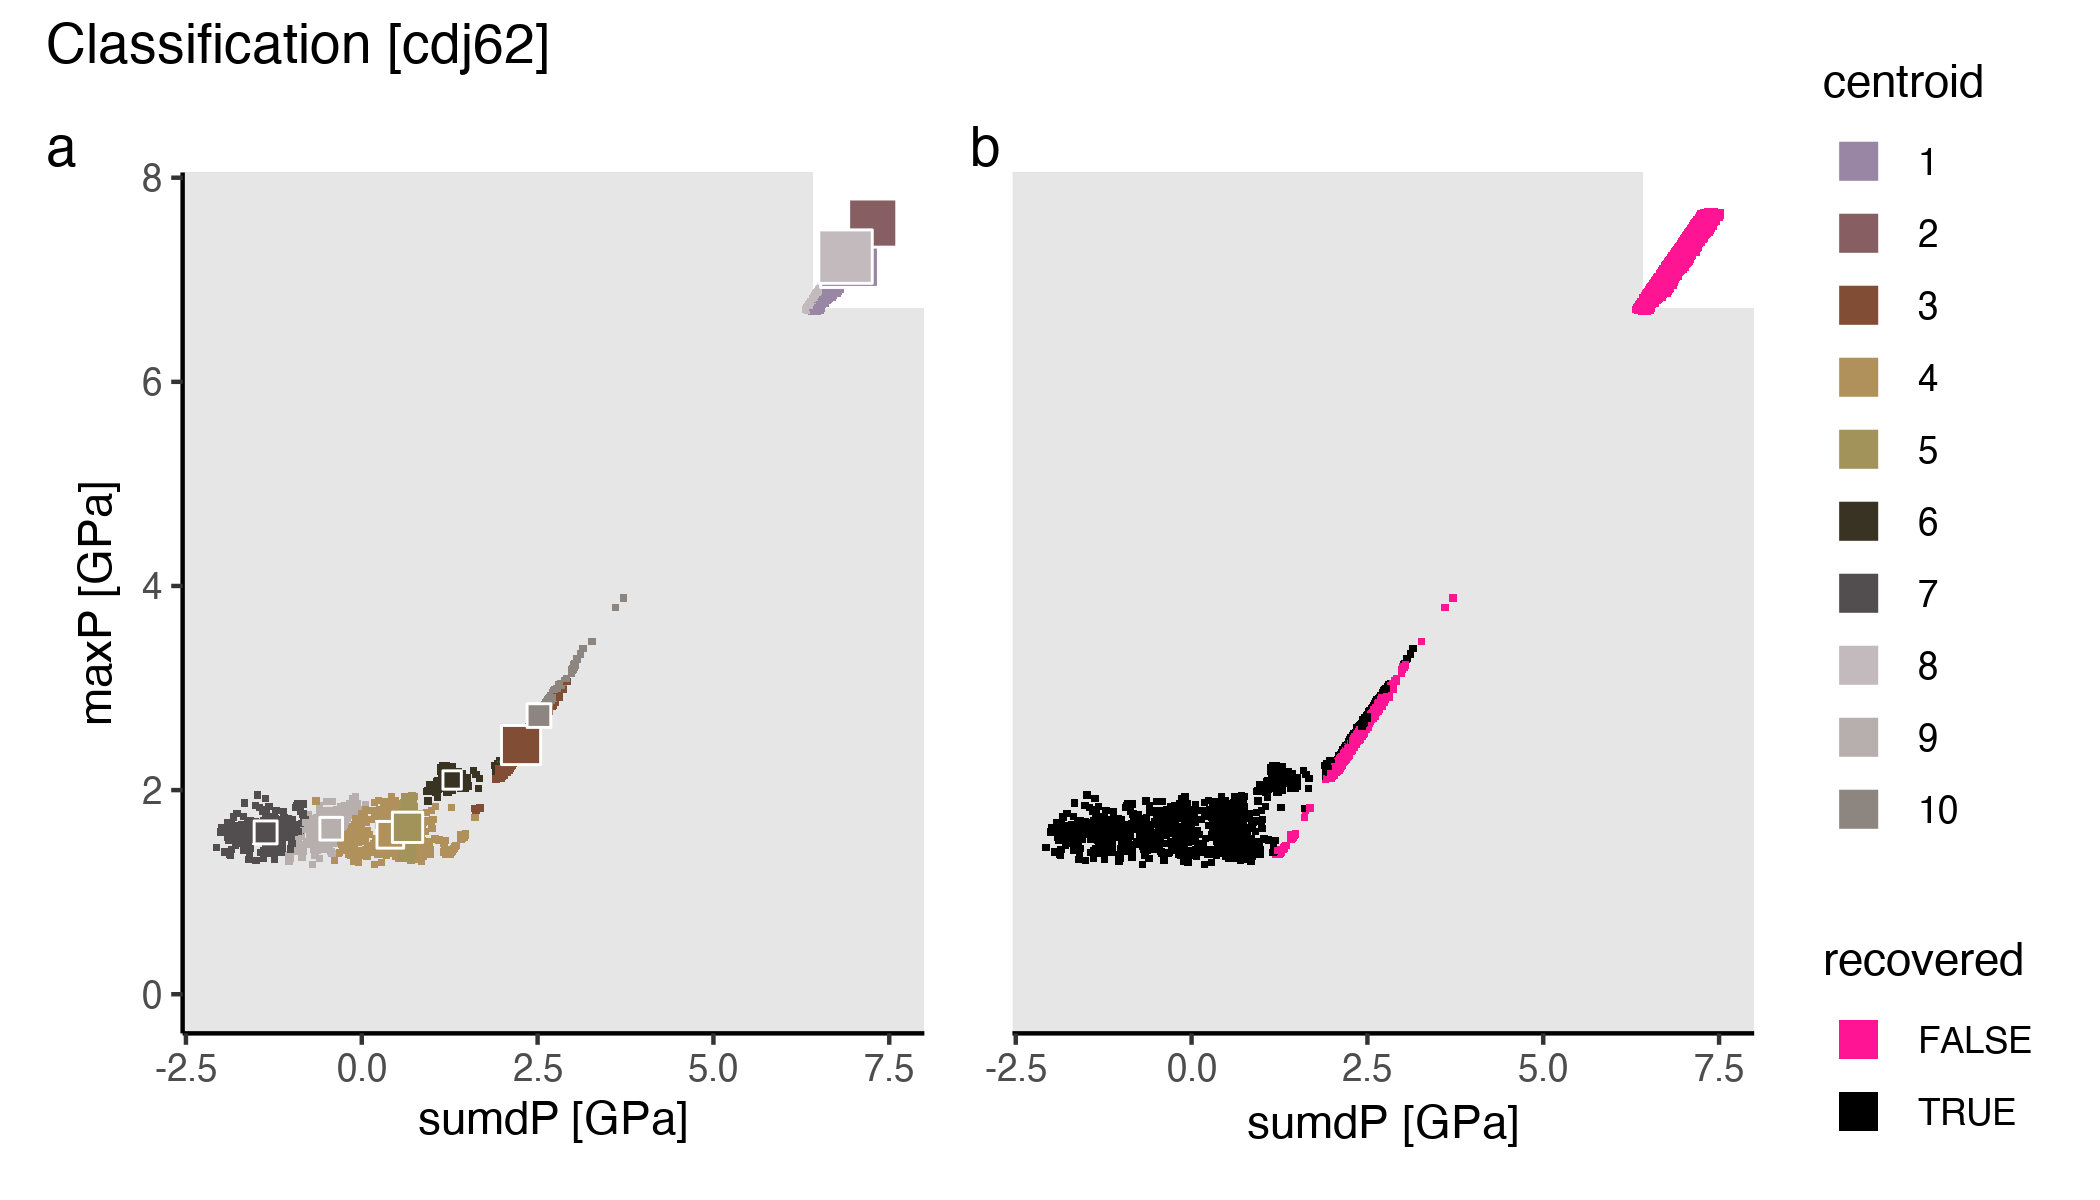 Classification [cdj62]
a
b
8
6
4
2
0
maxP [GPa]
-2.5 0.0 2.5 5.0 7.5
sumdP [GPa]
-2.5 0.0 2.5 5.0 7.5
sumdP [GPa]
centroid
1
2
3
4
5
6
7
8
9
10
recovered
FALSE
TRUE